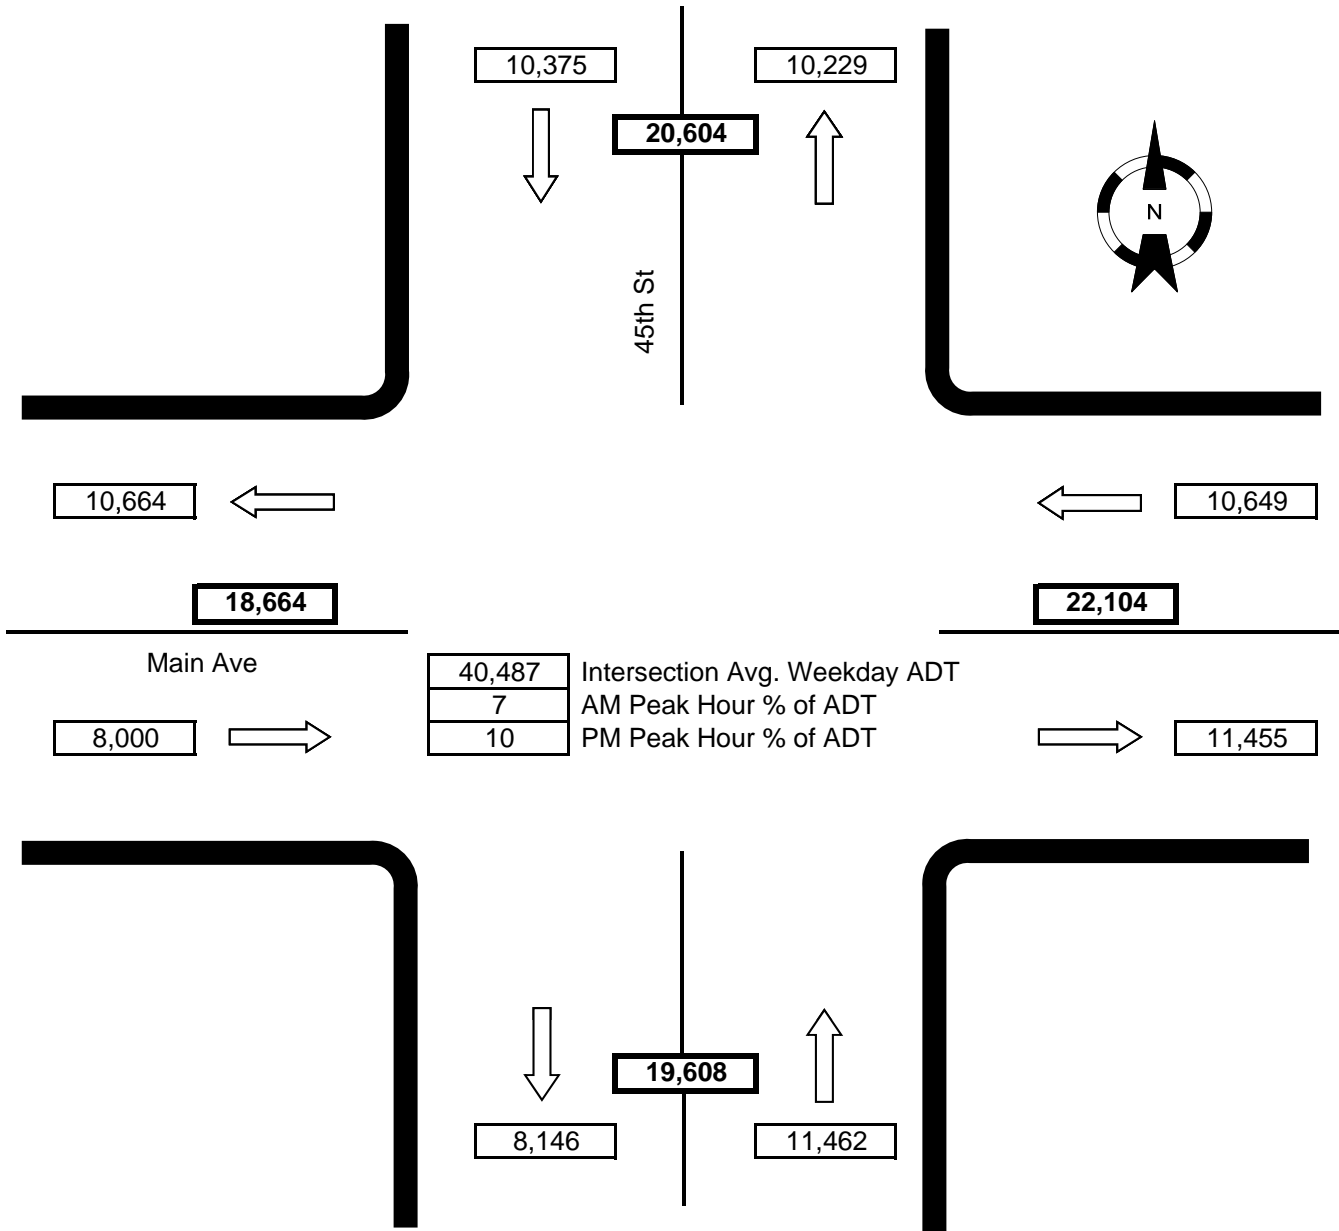 10,375
10,229
20,604
N
45th St
10,664
10,649
18,664
22,104
Main Ave
40,487 Intersection Avg. Weekday ADT
7 AM Peak Hour % of ADT
10 PM Peak Hour % of ADT
8,000
11,455
19,608
8,146
11,462